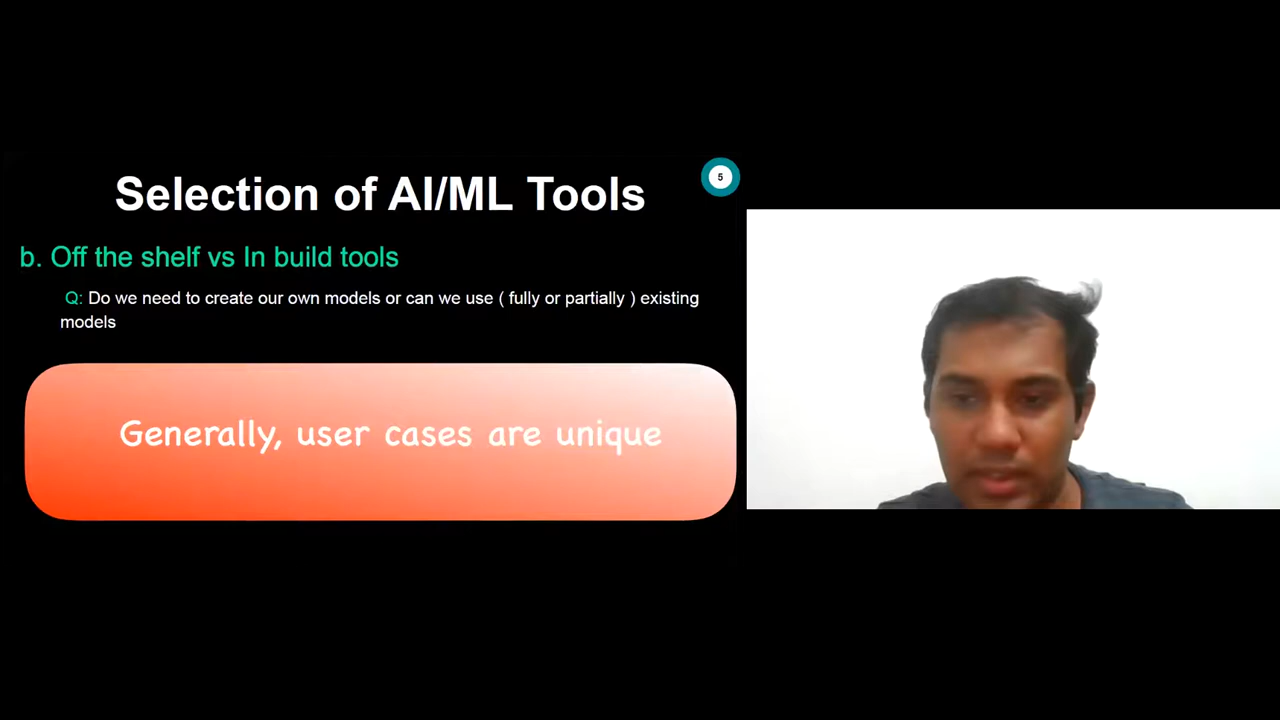 Selection of AI/ML Tools
5
b. Off the shelf vs In build tools
Q: Do we need to create our own models or can we use ( fully or partially ) existing
models
Generally, user cases are unique